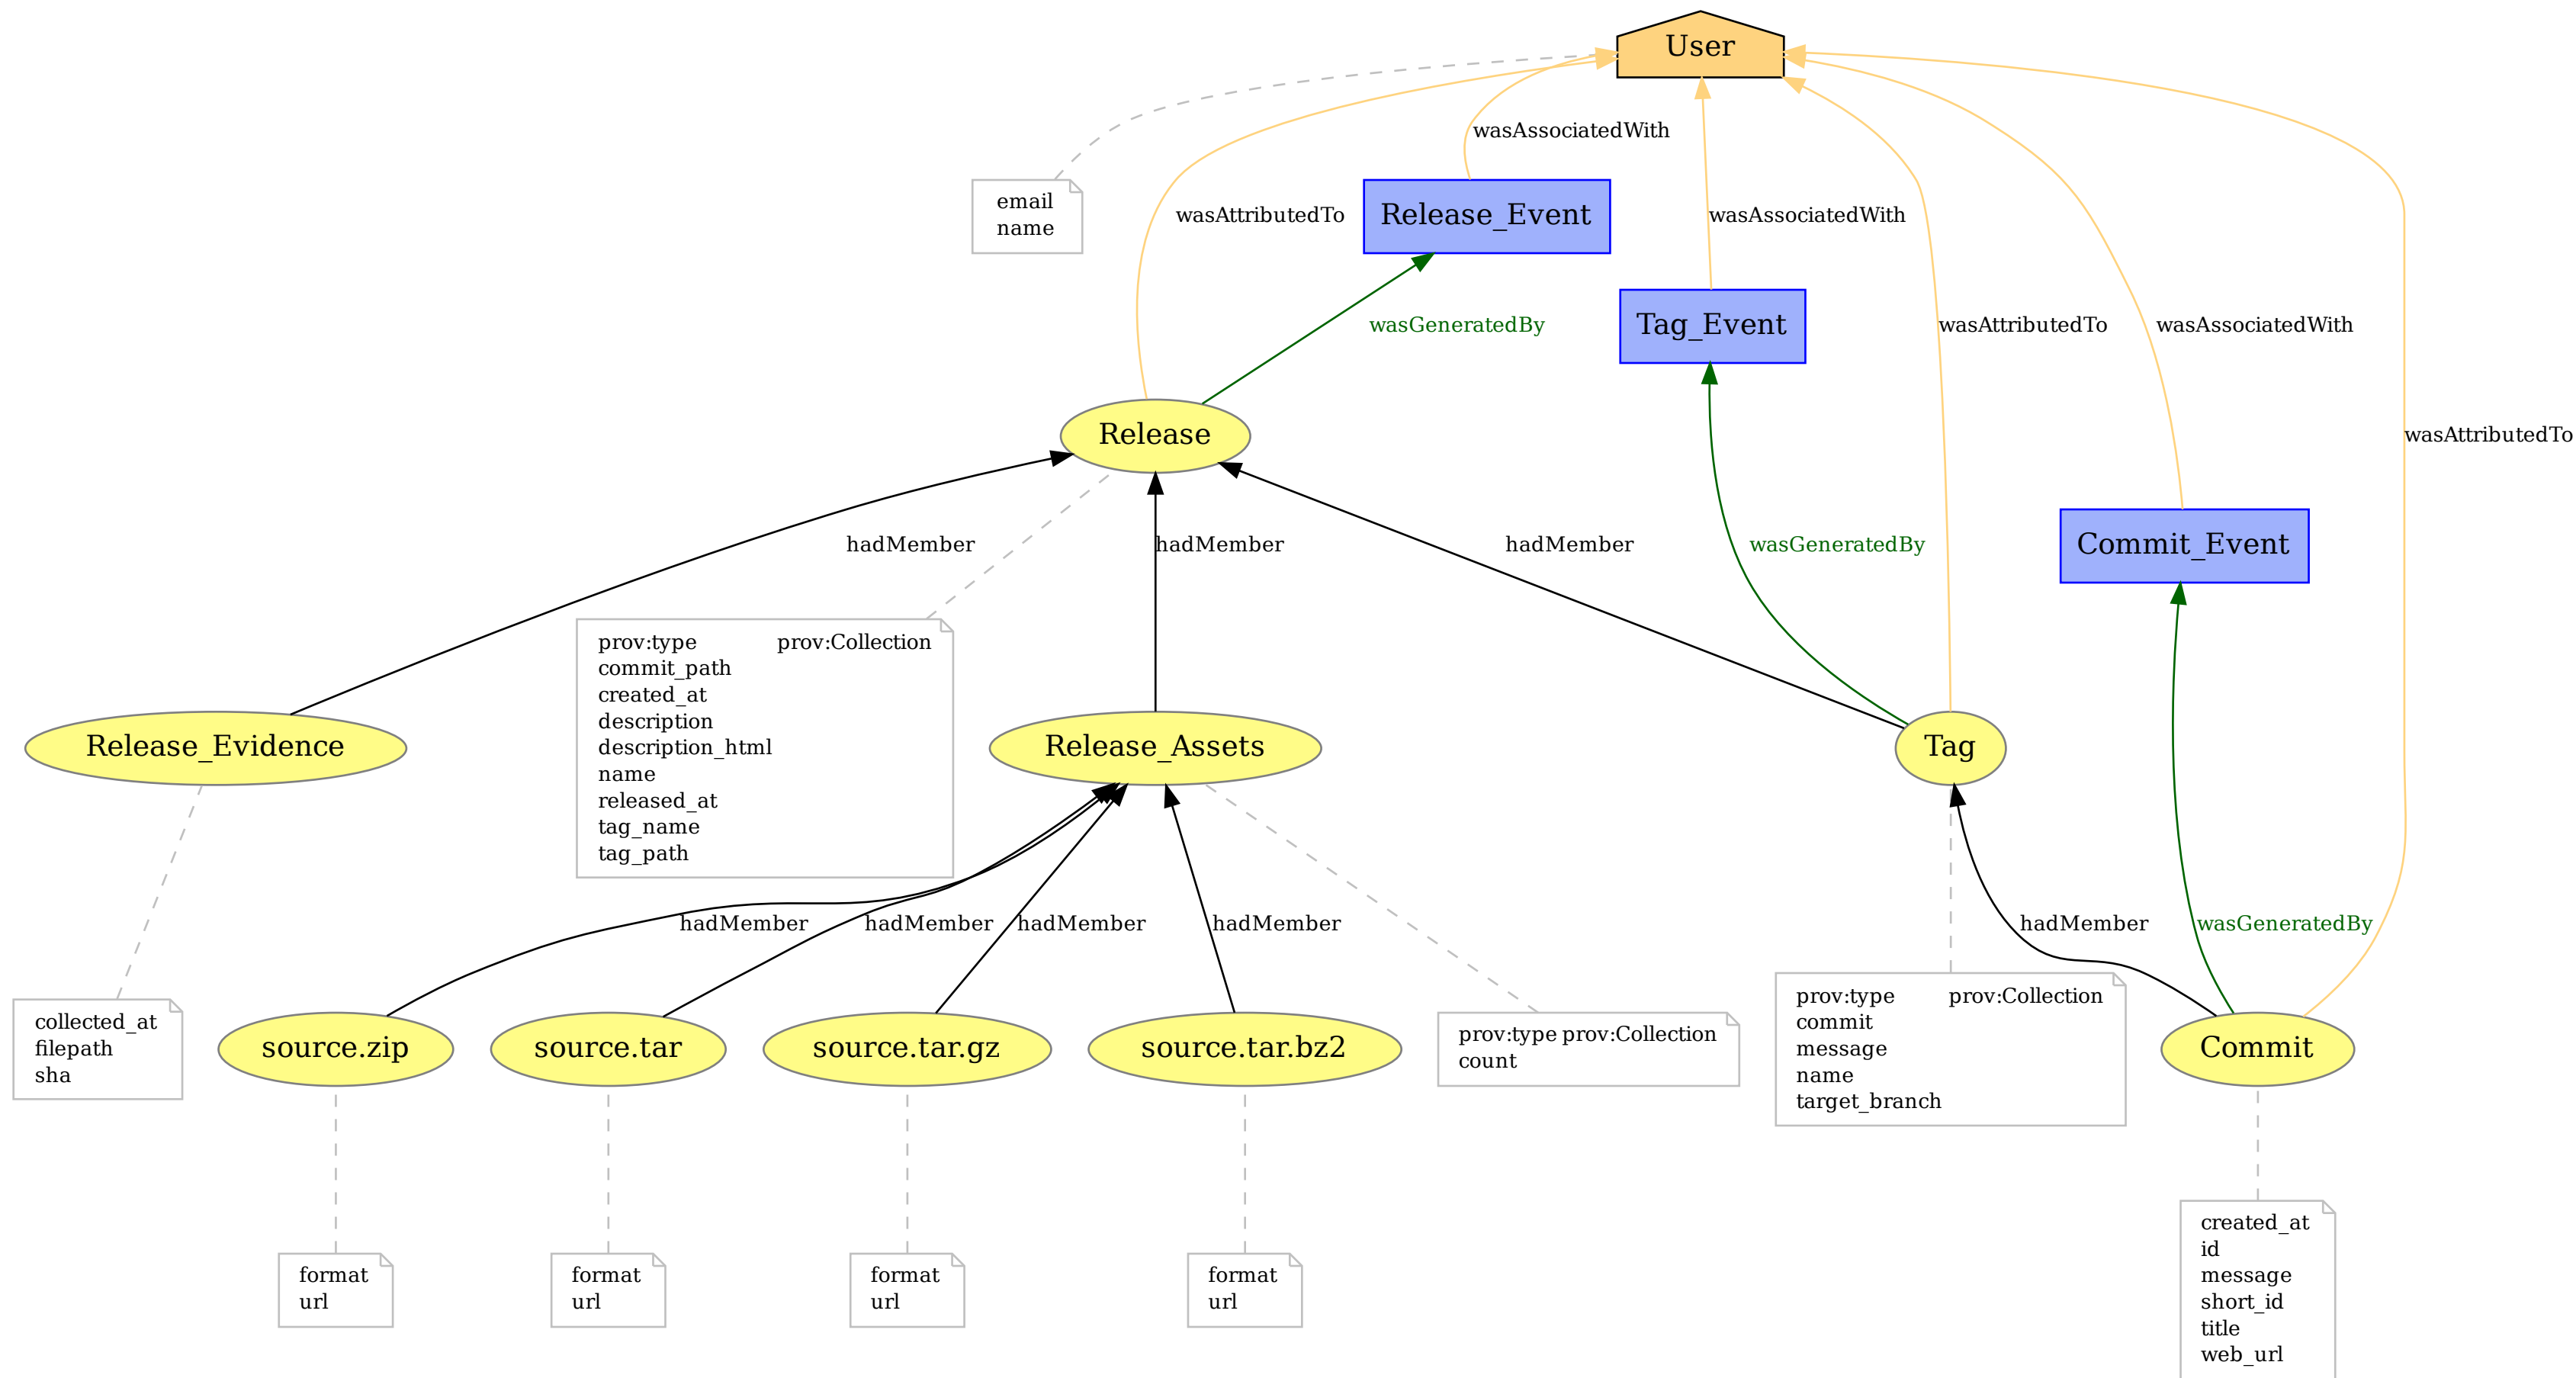 User
wasAssociatedWith
email
name
wasAttributedTo
Release_Event
wasAssociatedWith
Tag_Event
wasGeneratedBy
wasAttributedTo
wasAssociatedWith
Release
wasAttributedTo
hadMember
hadMember
hadMember
wasGeneratedBy
Commit_Event
prov:type prov:Collection
commit_path
created_at
description
description_html
name
released_at
tag_name
tag_path
Release_Evidence
Release_Assets
Tag
hadMember
hadMember
hadMember
hadMember
hadMember
wasGeneratedBy
collected_at
filepath
sha
source.zip
source.tar
source.tar.gz
source.tar.bz2
prov:type prov:Collection
count
prov:type prov:Collection
commit
message
name
target_branch
Commit
format
url
format
url
format
url
format
url
created_at
id
message
short_id
title
web_url